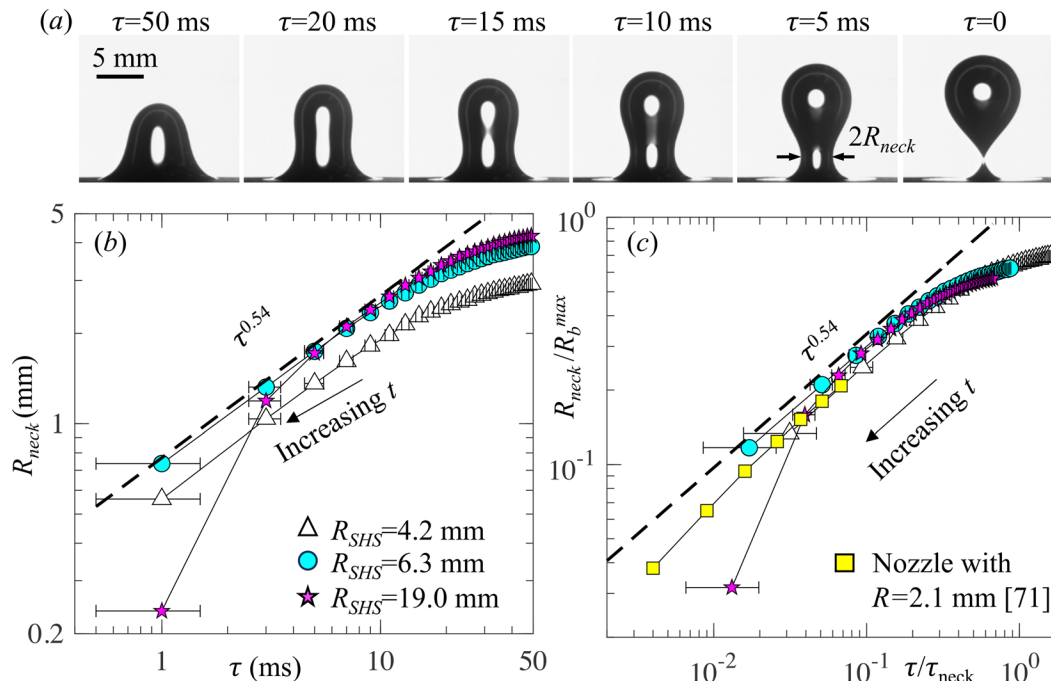 (a) τ=50 ms τ=20 ms τ=15 ms τ=10 ms τ=5 ms τ=0
5 mm
2R_neck
(b)
5
2
1
0.2
R_neck (mm)
τ^0.54
Increasing t
R_SHS=4.2 mm
R_SHS=6.3 mm
R_SHS=19.0 mm
1 10 50
τ (ms)
(c)
10^0
10^-1
R_neck/R_b^max
τ^0.54
Increasing t
Nozzle with
R=2.1 mm [71]
10^-2 10^-1 10^0
τ/τ_neck